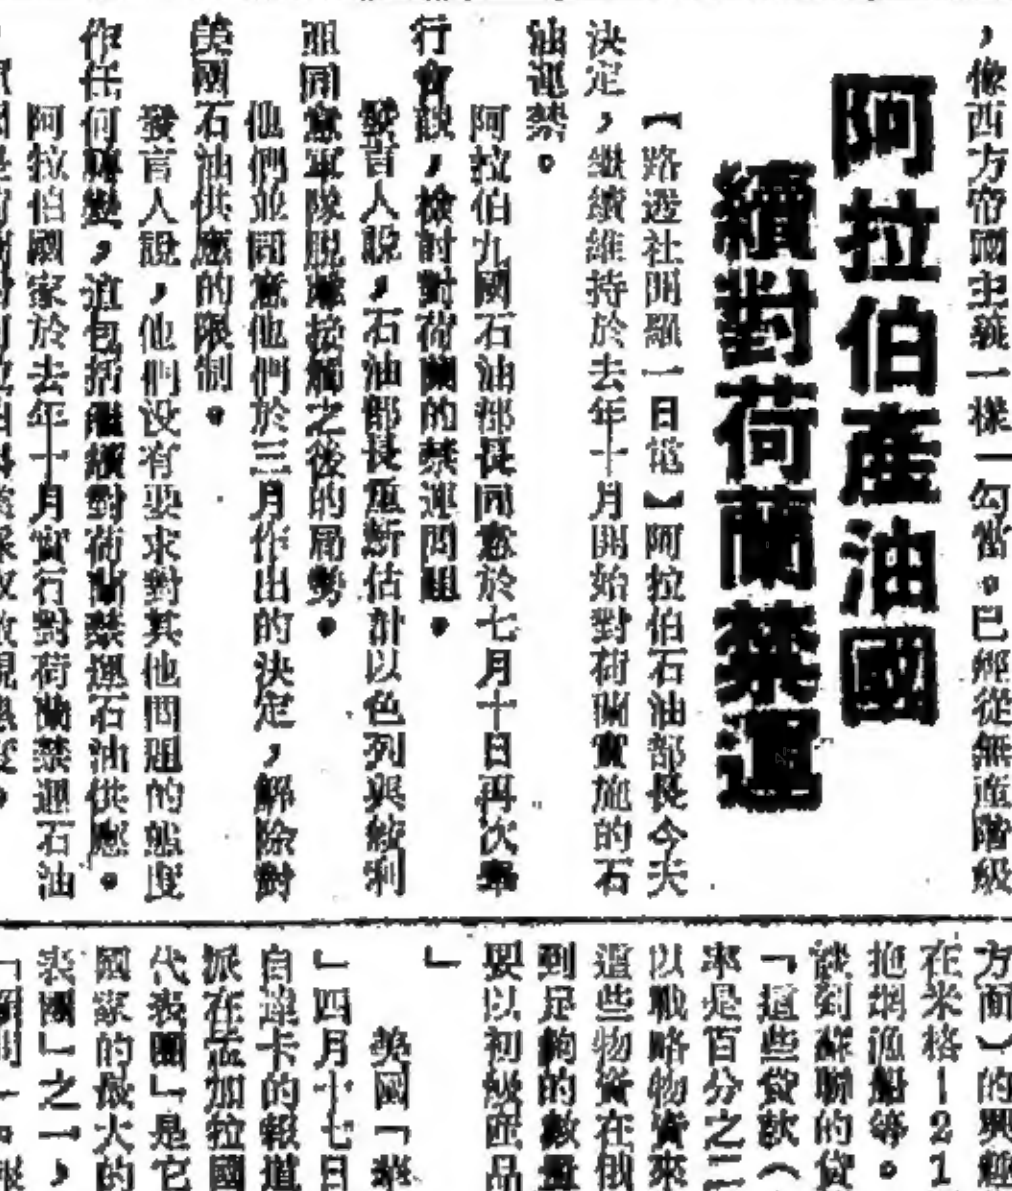 ，像西方帝國主義一樣一勾當。已經從無產階級
阿拉伯產油國
續對荷蘭禁運
【路透社開羅一日電】阿拉伯石油部長今天
決定，繼續維持於去年十月開始對荷蘭實施的石
油運禁。
阿拉伯九國石油部長同意於七月十日再次舉
行會談，檢討對荷蘭的禁運問題。
發言人說，石油部長重新估計以色列與敍利
亞同意軍隊脫離接觸之後的局勢。
他們並同意他們於三月作出的決定，解除對
美國石油供應的限制。
發言人說，他們没有要求對其他問題的態度
作任何轉變，這包括繼續對荷蘭禁運石油供應。
阿拉伯國家於去年十月實行對荷蘭禁運石油
方面）的興
在米格－21
拖網漁船等。
談到蘇聯的貸
「這些貸款（
率是百分之二
以戰略物資來
這些物資在俄
到足夠的數量
要以初級產品
」
美國「業
」四月十七日
自達卡的報道
派在孟加拉國
代表團」是它
國家的最大的
表團」之一，
「顧問」